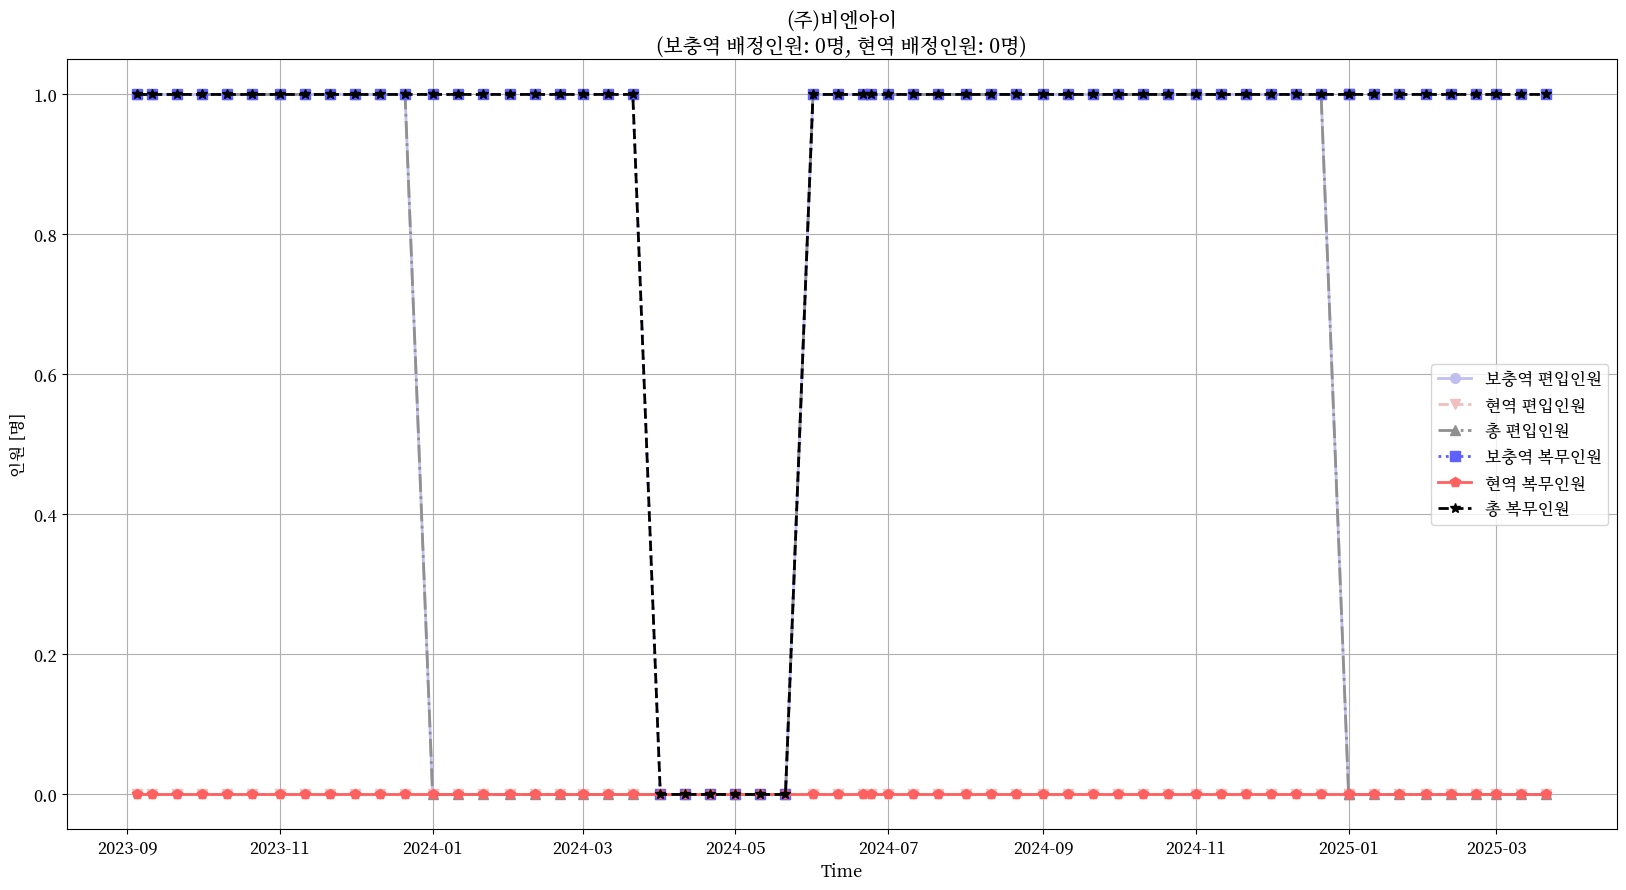 (주)비엔아이
(보충역 배정인원: 0명, 현역 배정인원: 0명)
인원 [명]
1.0
0.8
0.6
0.4
0.2
0.0
보충역 편입인원
현역 편입인원
총 편입인원
보충역 복무인원
현역 복무인원
총 복무인원
2023-09
2023-11
2024-01
2024-03
2024-05
2024-07
2024-09
2024-11
2025-01
2025-03
Time